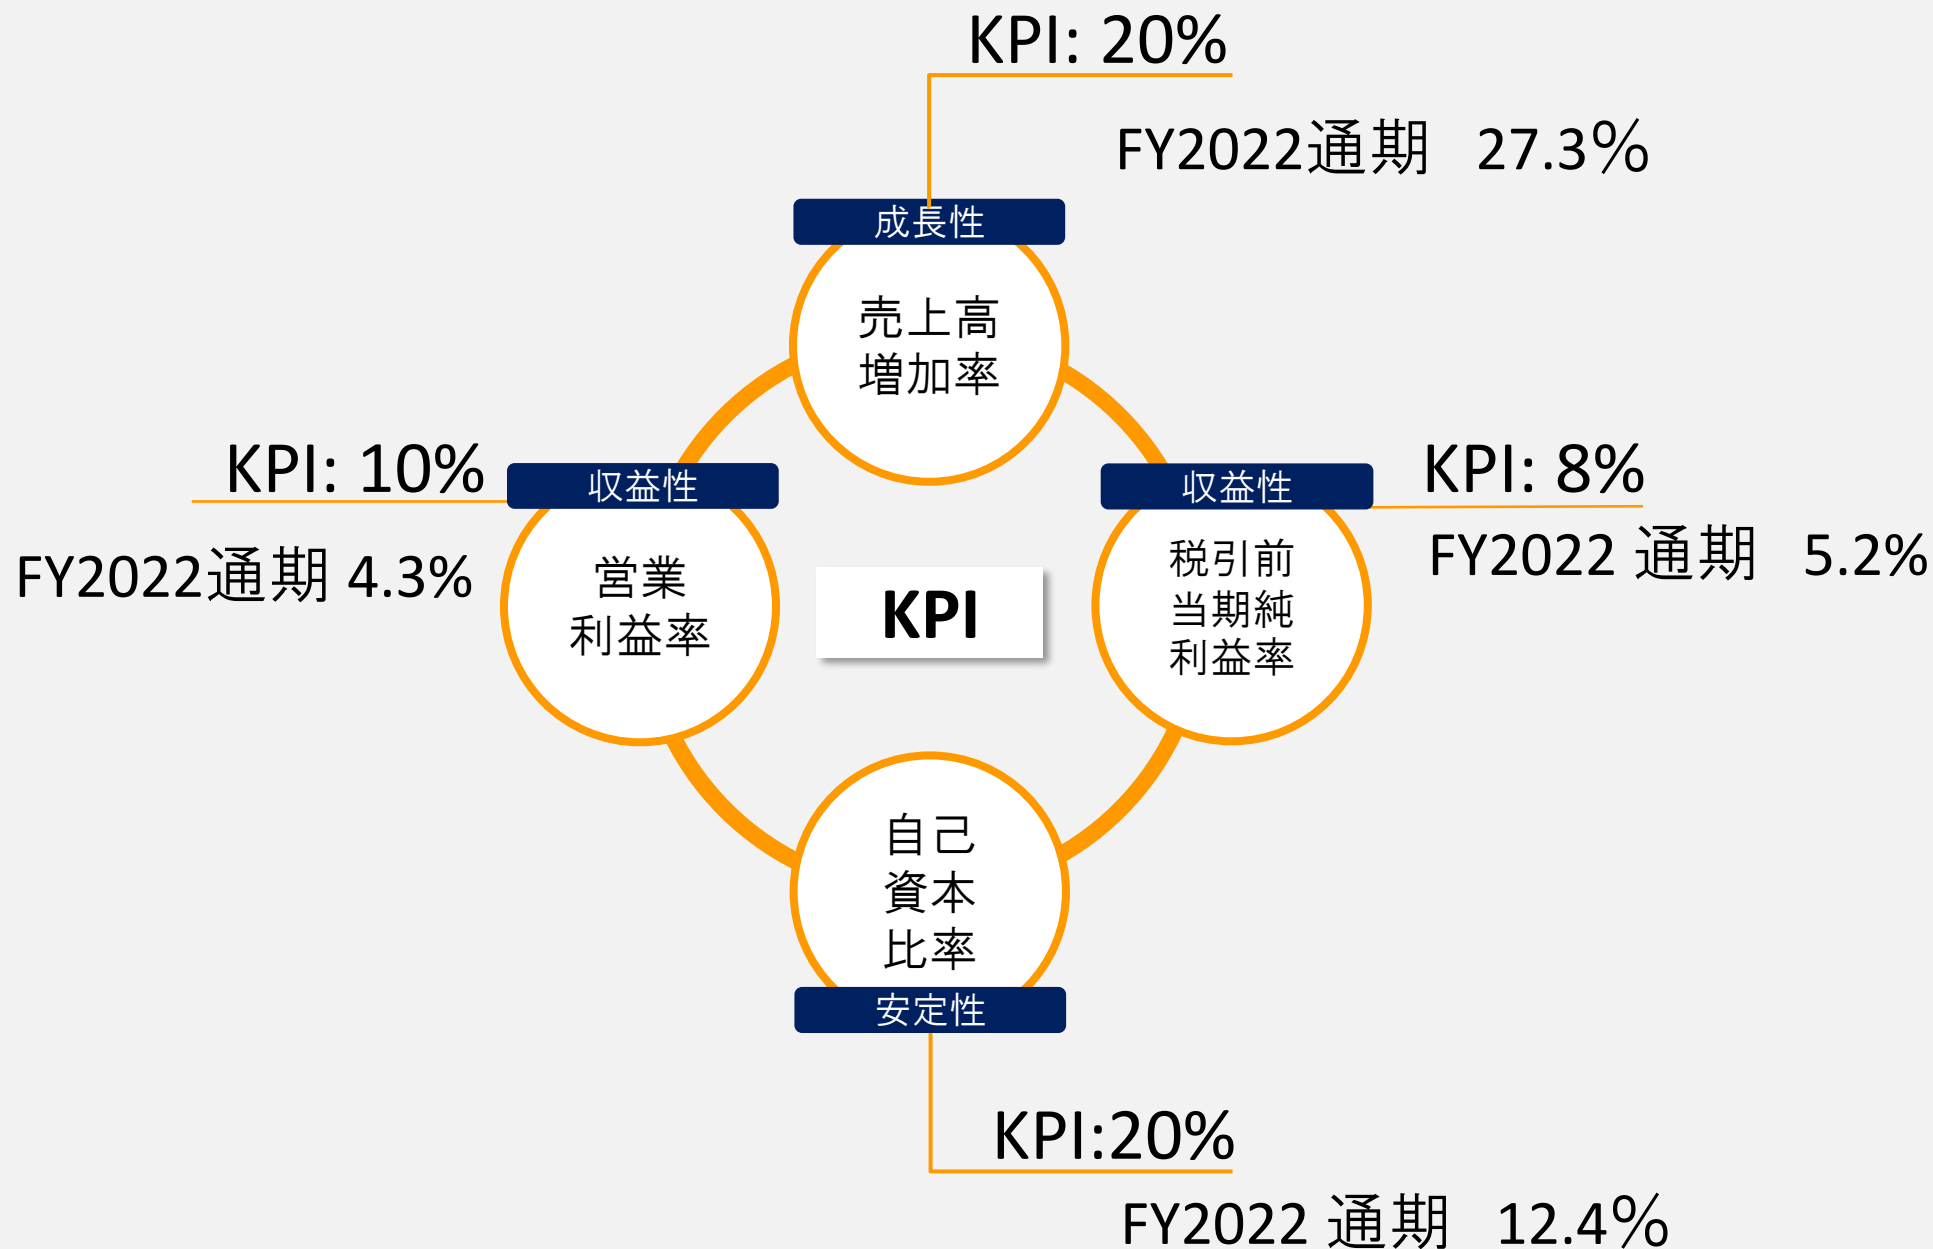 KPI: 20%
FY2022通期 27.3%
成長性
売上高
増加率
KPI: 10%
収益性
FY2022通期 4.3%
営業
利益率
KPI
KPI: 8%
収益性
FY2022 通期 5.2%
税引前
当期純
利益率
自己
資本
比率
安定性
KPI:20%
FY2022 通期 12.4%